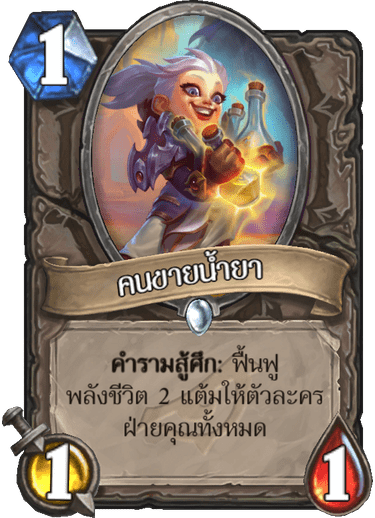 1
คนขายน้ำยา
คำรามสู้ศึก: ฟื้นฟู
พลังชีวิต 2 แต้มให้ตัวละคร
ฝ่ายคุณทั้งหมด
1
1